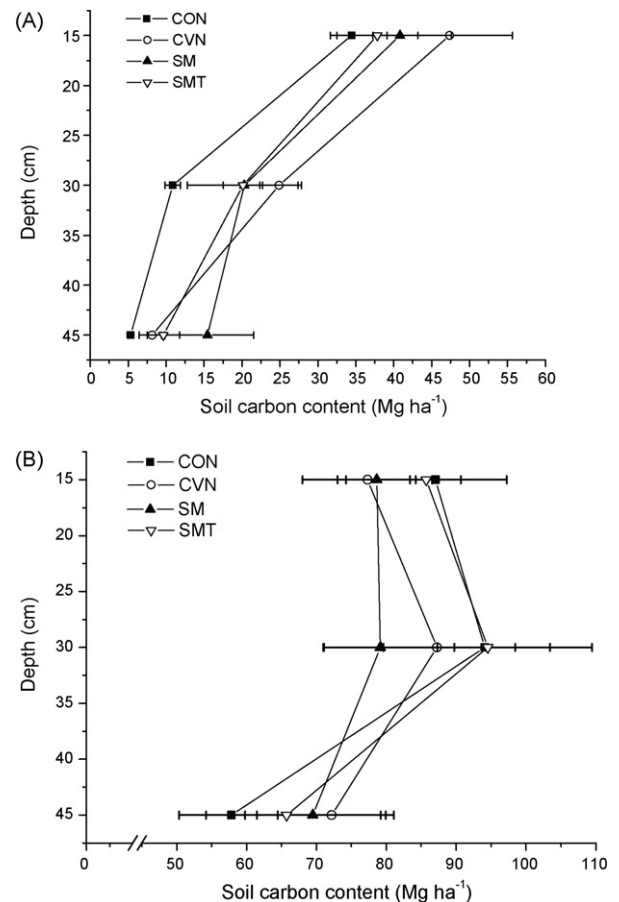 (A)
CON
CVN
SM
SMT
15
20
25
30
35
40
45
Depth (cm)
0 5 10 15 20 25 30 35 40 45 50 55 60
Soil carbon content (Mg ha⁻¹)
(B)
CON
CVN
SM
SMT
15
20
25
30
35
40
45
Depth (cm)
0 50 60 70 80 90 100 110
Soil carbon content (Mg ha⁻¹)